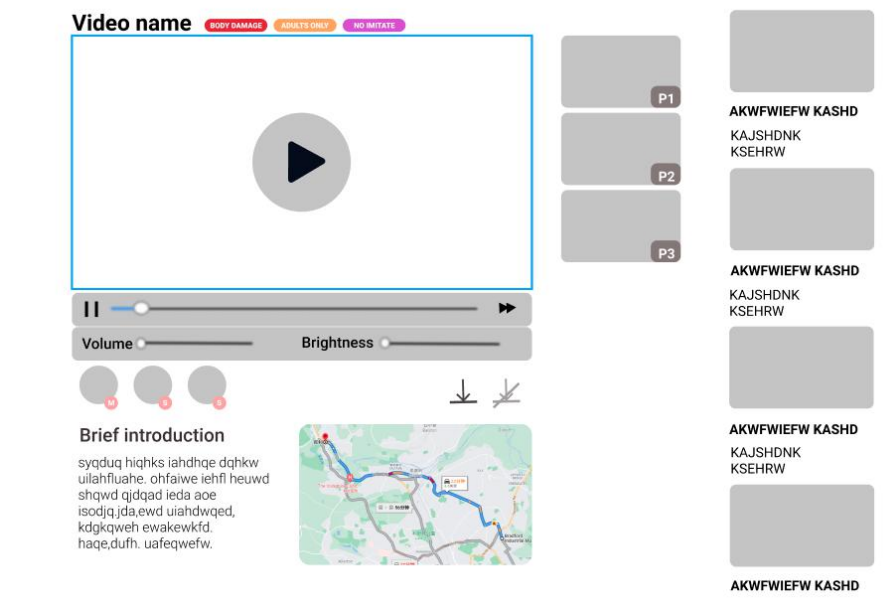 Video name
BODY DAMAGE
ADULTS ONLY
NO IMITATE
P1
P2
P3
Volume
Brightness
M
S
S
Brief introduction
syqduq hiqhks iahdhqe dqhkw
uilahfluahe. ohfaiwe iehfl heuwd
shqwd qjdqad ieda aoe
isodjq.jda,ewd uiahdwqed,
kdgkqweh ewakewkfd.
haqe,dufh. uafeqwefw.
AKWFWIEFW KASHD
KAJSHDNK
KSEHRW
AKWFWIEFW KASHD
KAJSHDNK
KSEHRW
AKWFWIEFW KASHD
KAJSHDNK
KSEHRW
AKWFWIEFW KASHD